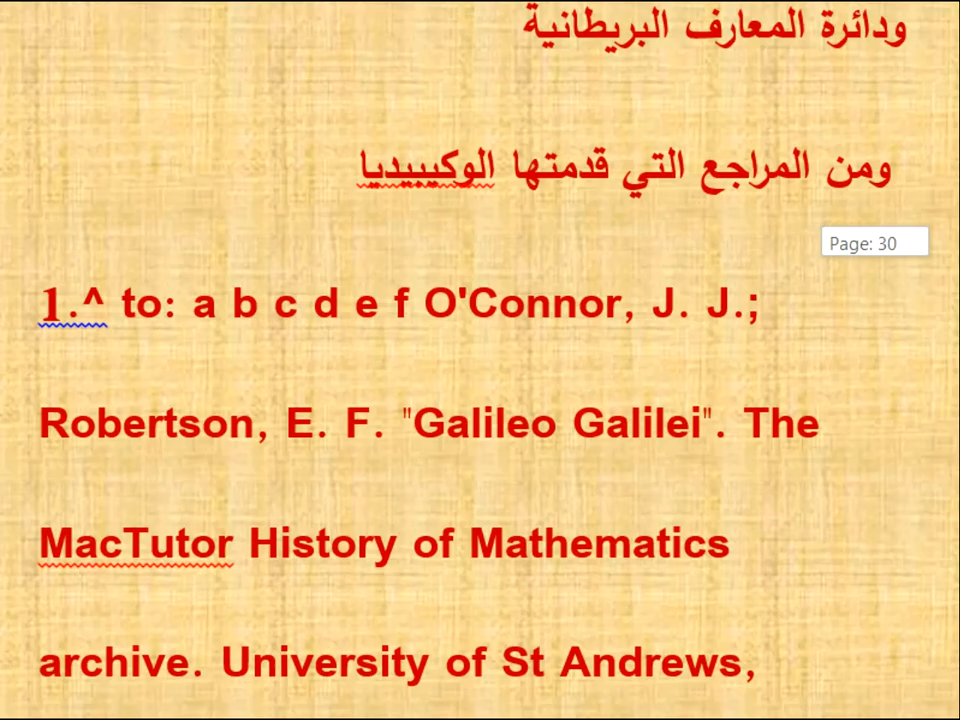 ودائرة المعارف البريطانية
ومن المراجع التي قدمتها الوكيبيديا
Page: 30
1.^ to: a b c d e f O'Connor, J. J.;
Robertson, E. F. "Galileo Galilei". The
MacTutor History of Mathematics
archive. University of St Andrews,